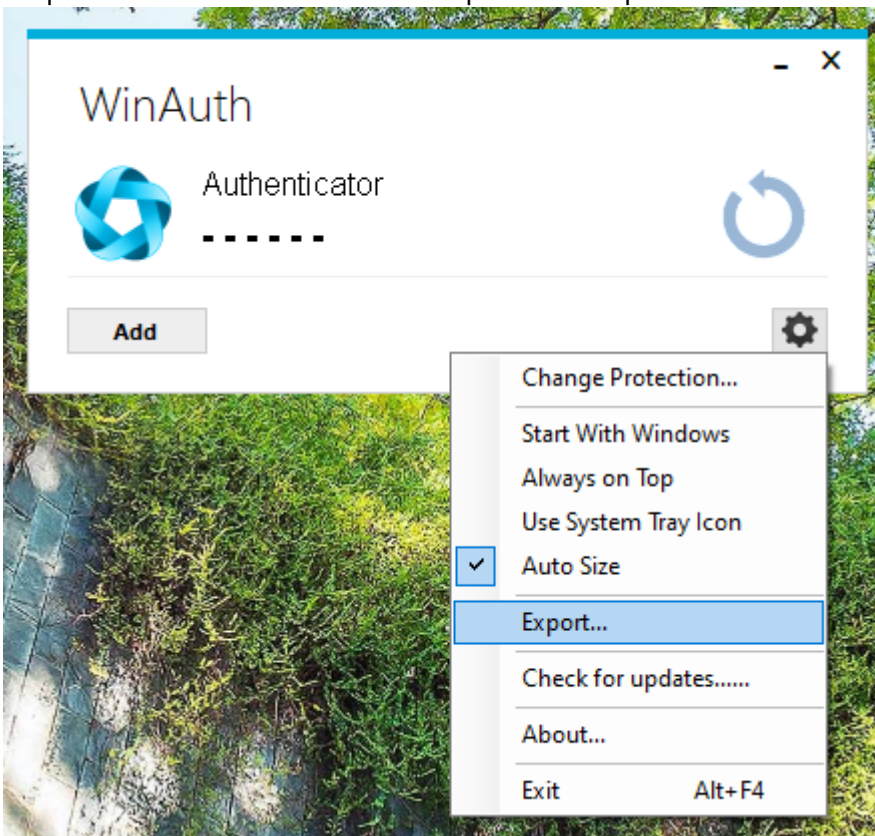 WinAuth
Authenticator
- - - - - -
Add
Change Protection...
Start With Windows
Always on Top
Use System Tray Icon
Auto Size
Export...
Check for updates......
About...
Exit Alt+F4